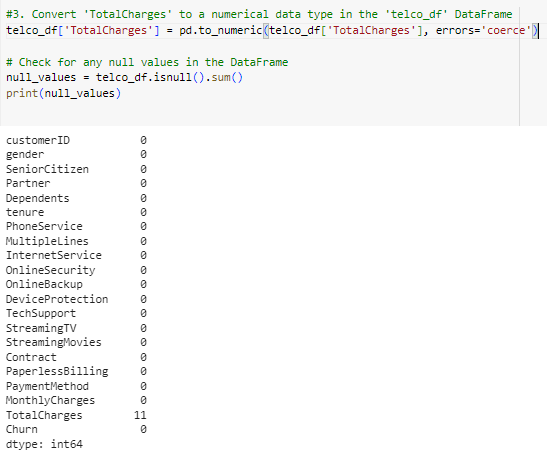 #3. Convert 'TotalCharges' to a numerical data type in the 'telco_df' DataFrame
telco_df['TotalCharges'] = pd.to_numeric(telco_df['TotalCharges'], errors='coerce')
# Check for any null values in the DataFrame
null_values = telco_df.isnull().sum()
print(null_values)
customerID 0
gender 0
SeniorCitizen 0
Partner 0
Dependents 0
tenure 0
PhoneService 0
MultipleLines 0
InternetService 0
OnlineSecurity 0
OnlineBackup 0
DeviceProtection 0
TechSupport 0
StreamingTV 0
StreamingMovies 0
Contract 0
PaperlessBilling 0
PaymentMethod 0
MonthlyCharges 0
TotalCharges 11
Churn 0
dtype: int64